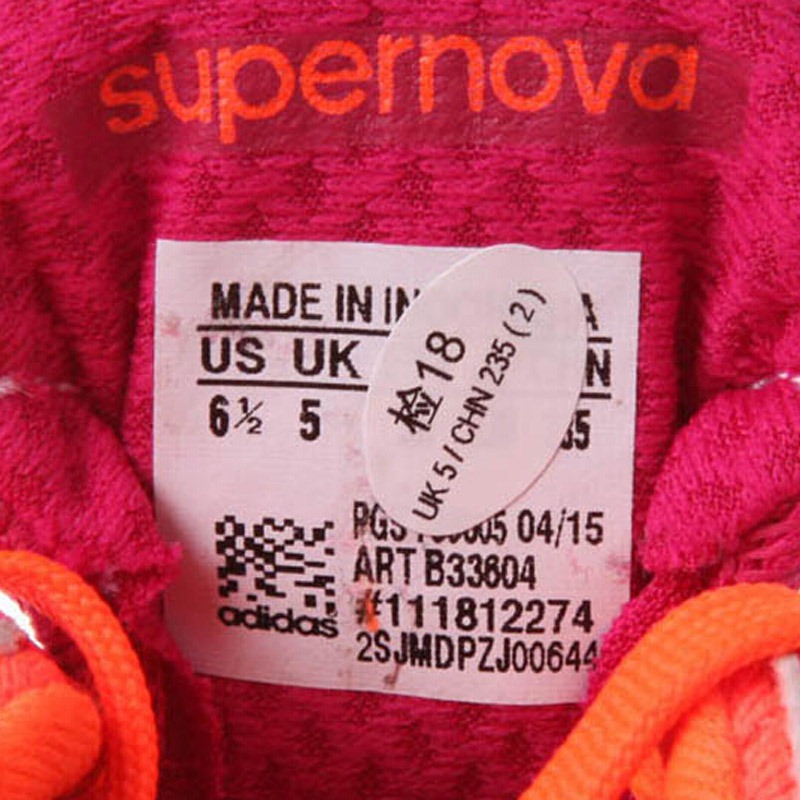 supernova
MADE IN
US UK
6½ 5
检18
UK 5 / CHN 235 ( 2 )
04/15
ART B33604
#111812274
2SJMDPZJ00644
adidas